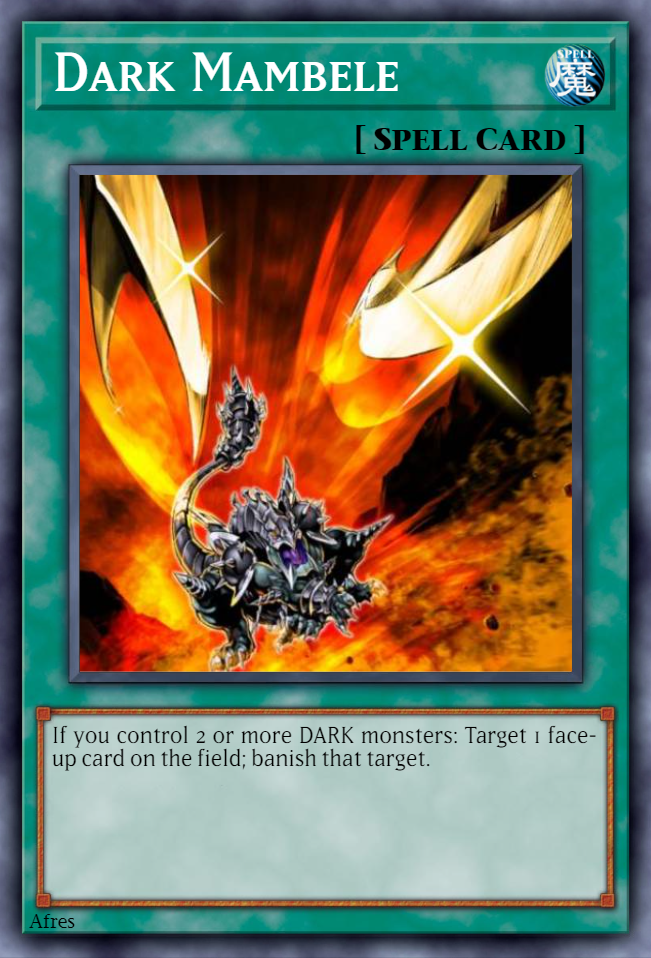 Dark Mambele
SPELL
魔
[ Spell Card ]
If you control 2 or more DARK monsters: Target 1 face-
up card on the field; banish that target.
Afres